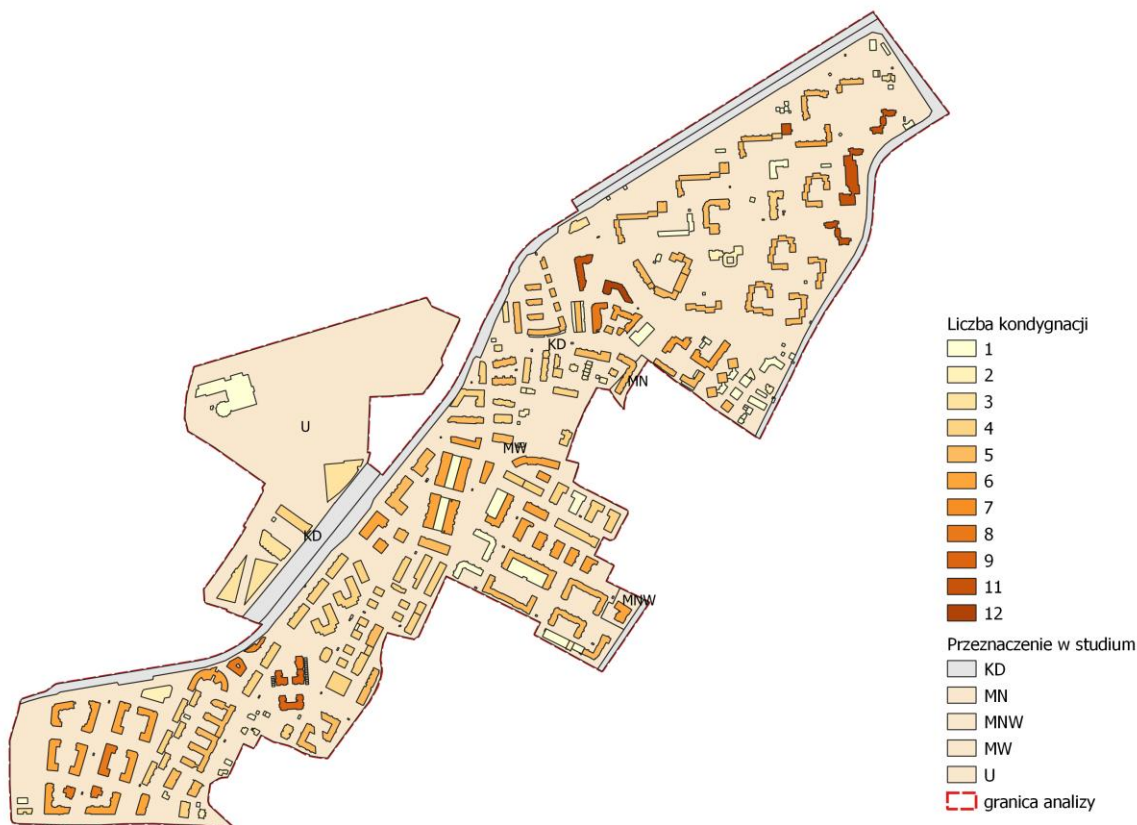 KD
MN
U
MW
KD
MNW
Liczba kondygnacji
1
2
3
4
5
6
7
8
9
11
12
Przeznaczenie w studium
KD
MN
MNW
MW
U
granica analizy